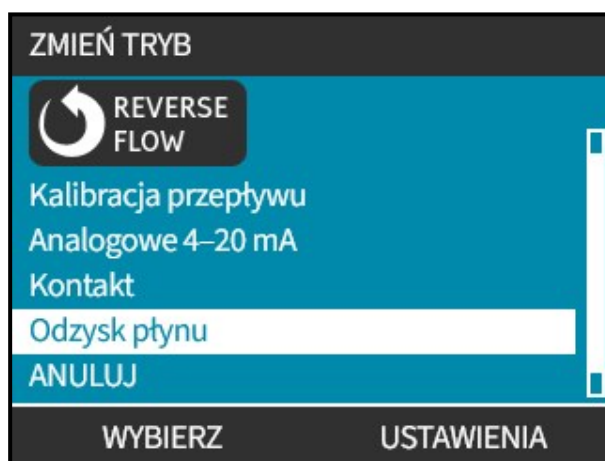 ZMIEŃ TRYB
REVERSE
FLOW
Kalibracja przepływu
Analogowe 4–20 mA
Kontakt
Odzysk płynu
ANULUJ
WYBIERZ USTAWIENIA